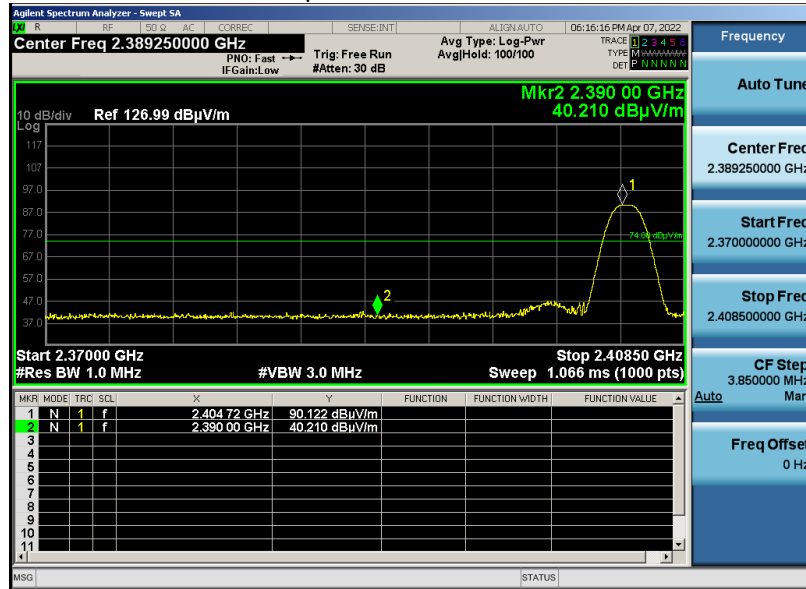 Agilent Spectrum Analyzer - Swept SA
LXI R RF 50 Ω AC CORREC SENSE:INT ALIGN AUTO 06:16:16 PM Apr 07, 2022
Center Freq 2.389250000 GHz
PNO: Fast
IFGain:Low
Trig: Free Run
#Atten: 30 dB
Avg Type: Log-Pwr
Avg|Hold: 100/100
TRACE 1 2 3 4 5 6
TYPE M
DET P N N N N N
Mkr2 2.390 00 GHz
40.210 dBµV/m
10 dB/div Ref 126.99 dBµV/m
Log
117
107
97.0
87.0
77.0
67.0
57.0
47.0
37.0
1
74.00 dBµV/m
2
Start 2.37000 GHz Stop 2.40850 GHz
#Res BW 1.0 MHz #VBW 3.0 MHz Sweep 1.066 ms (1000 pts)
MKR MODE TRC SCL X Y FUNCTION FUNCTION WIDTH FUNCTION VALUE
1 N 1 f 2.404 72 GHz 90.122 dBµV/m
2 N 1 f 2.390 00 GHz 40.210 dBµV/m
3
4
5
6
7
8
9
10
11
MSG STATUS
Frequency
Auto Tune
Center Freq
2.389250000 GHz
Start Freq
2.370000000 GHz
Stop Freq
2.408500000 GHz
CF Step
3.850000 MHz
Auto Man
Freq Offset
0 Hz